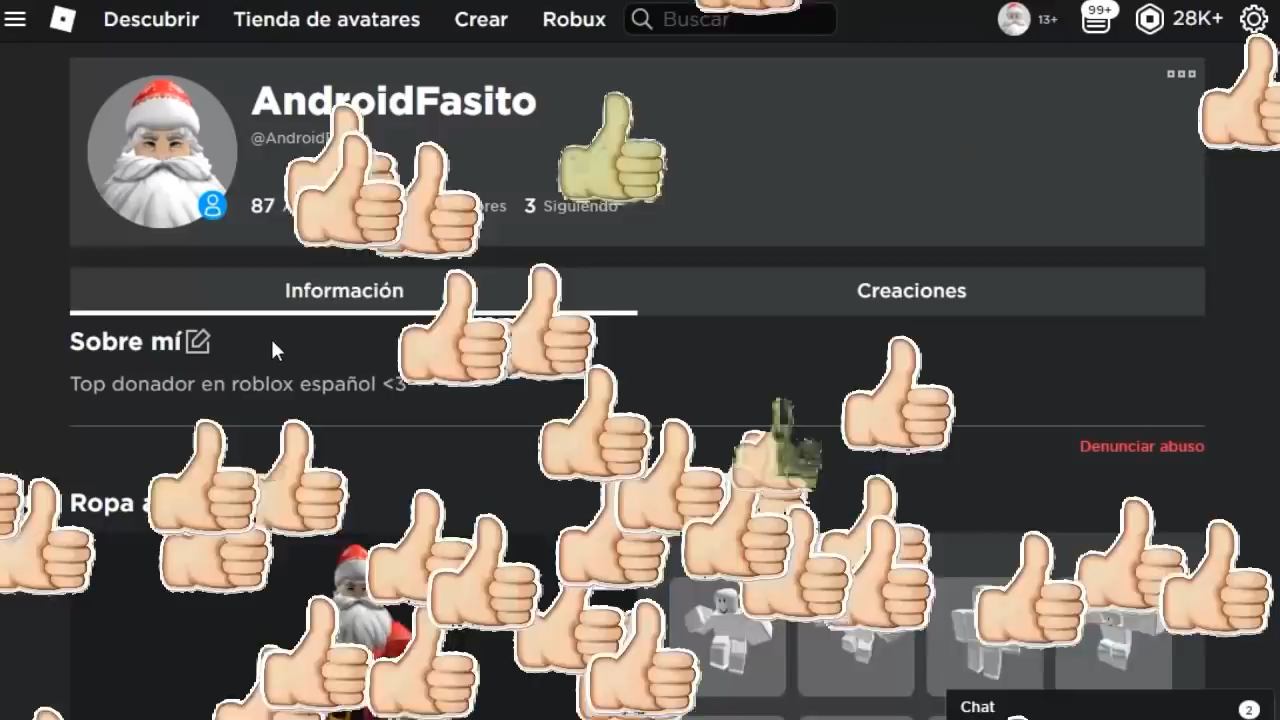 Descubrir Tienda de avatares Crear Robux Buscar 13+ 99+ 28K+
AndroidFasito
87 3 Siguiendo
Información Creaciones
Sobre mí
Top donador en roblox español <3
Denunciar abuso
Ropa
Chat 2